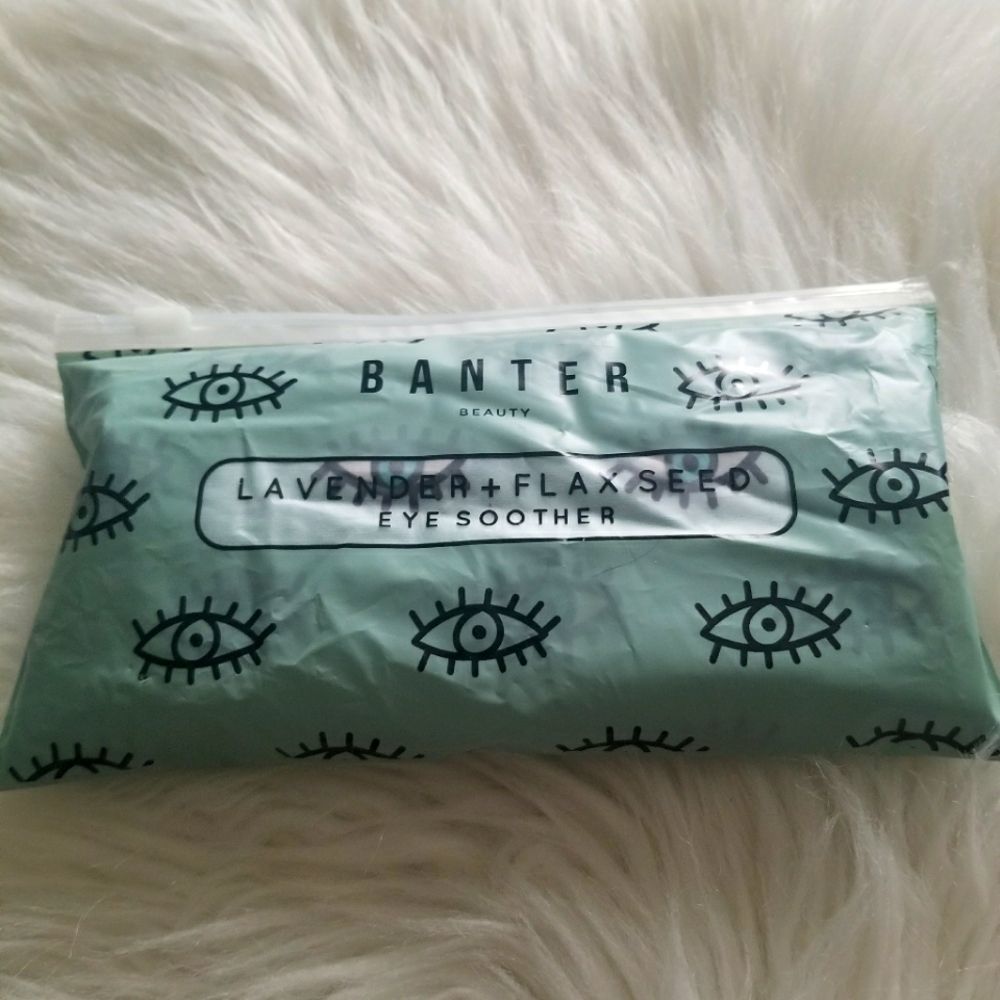 BANTER
BEAUTY
LAVENDER + FLAX SEED
EYE SOOTHER